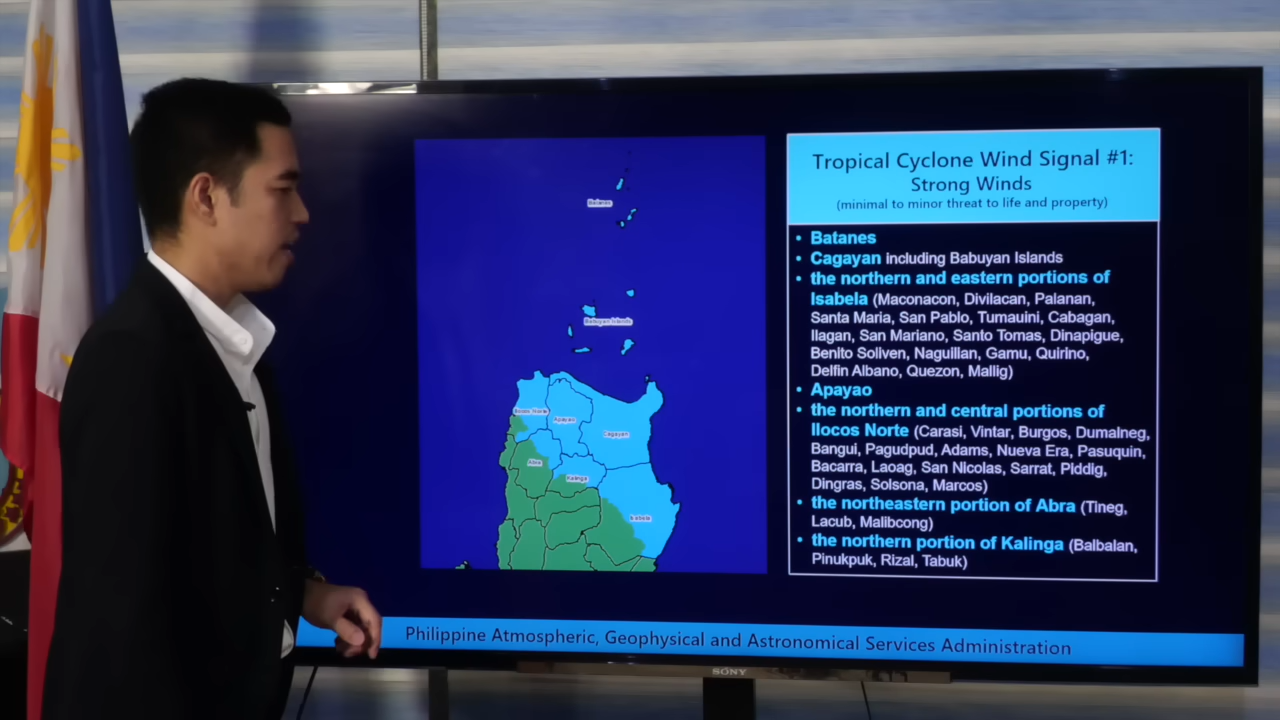 Tropical Cyclone Wind Signal #1:
Strong Winds
(minimal to minor threat to life and property)
• Batanes
• Cagayan including Babuyan Islands
• the northern and eastern portions of
Isabela (Maconacon, Divilacan, Palanan,
Santa Maria, San Pablo, Tumauini, Cabagan,
Ilagan, San Mariano, Santo Tomas, Dinapigue,
Benito Soliven, Naguilian, Gamu, Quirino,
Delfin Albano, Quezon, Mallig)
• Apayao
• the northern and central portions of
Ilocos Norte (Carasi, Vintar, Burgos, Dumalneg,
Bangui, Pagudpud, Adams, Nueva Era, Pasuquin,
Bacarra, Laoag, San Nicolas, Sarrat, Piddig,
Dingras, Solsona, Marcos)
• the northeastern portion of Abra (Tineg,
Lacub, Malibcong)
• the northern portion of Kalinga (Balbalan,
Pinukpuk, Rizal, Tabuk)
Batanes
Babuyan Islands
Ilocos Norte
Apayao
Cagayan
Abra
Kalinga
Isabela
Philippine Atmospheric, Geophysical and Astronomical Services Administration
SONY